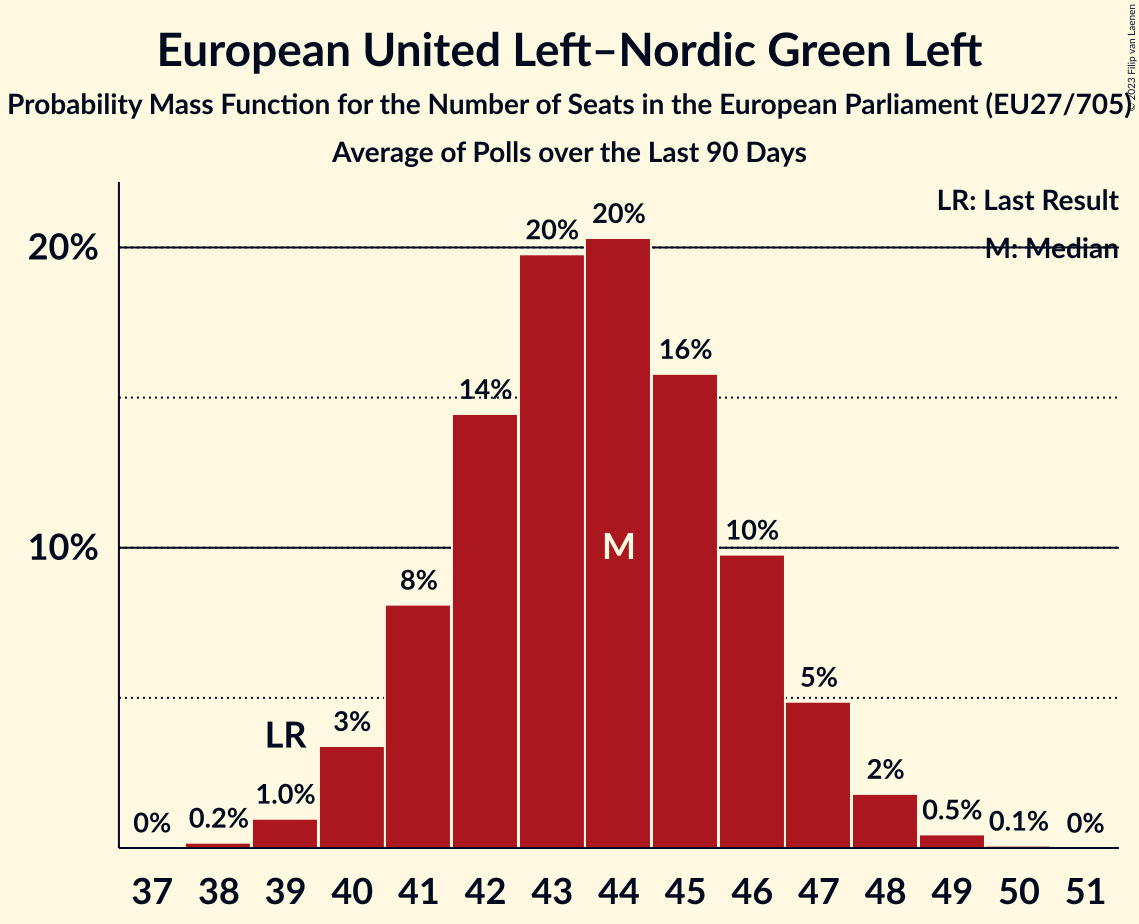 European United Left–Nordic Green Left
Probability Mass Function for the Number of Seats in the European Parliament (EU27/705)
Average of Polls over the Last 90 Days
© 2023 Filip van Laenen
LR: Last Result
M: Median
20%
10%
0%
0.2%
1.0%
LR
3%
8%
14%
20%
20%
M
16%
10%
5%
2%
0.5%
0.1%
0%
37 38 39 40 41 42 43 44 45 46 47 48 49 50 51